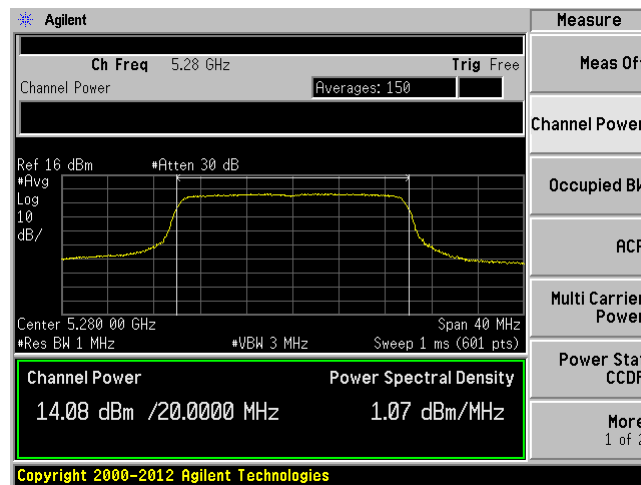 Agilent
Measure
Ch Freq 5.28 GHz Trig Free
Channel Power Averages: 150
Meas Of
Channel Power
Ref 16 dBm #Atten 30 dB
#Avg
Log
10
dB/
Occupied BW
ACP
Multi Carrier
Power
Center 5.280 00 GHz Span 40 MHz
#Res BW 1 MHz #VBW 3 MHz Sweep 1 ms (601 pts)
Power Stat
CCDF
Channel Power Power Spectral Density
14.08 dBm /20.0000 MHz 1.07 dBm/MHz
More
1 of 2
Copyright 2000-2012 Agilent Technologies